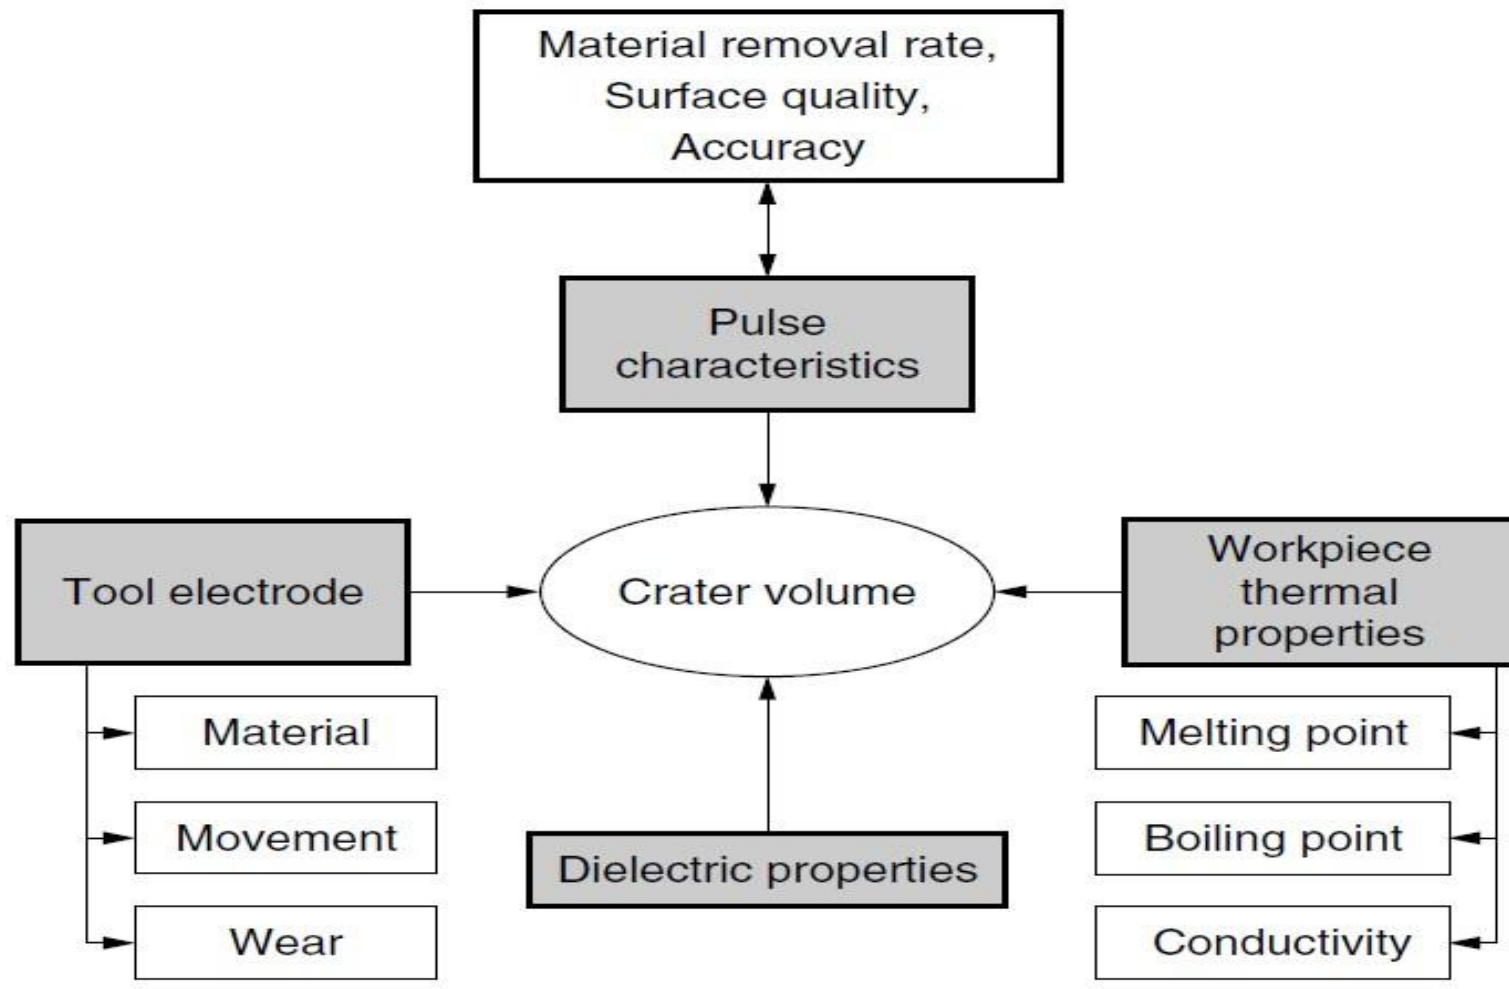 Material removal rate,
Surface quality,
Accuracy
Pulse
characteristics
Tool electrode
Crater volume
Workpiece
thermal
properties
Material
Movement
Wear
Dielectric properties
Melting point
Boiling point
Conductivity